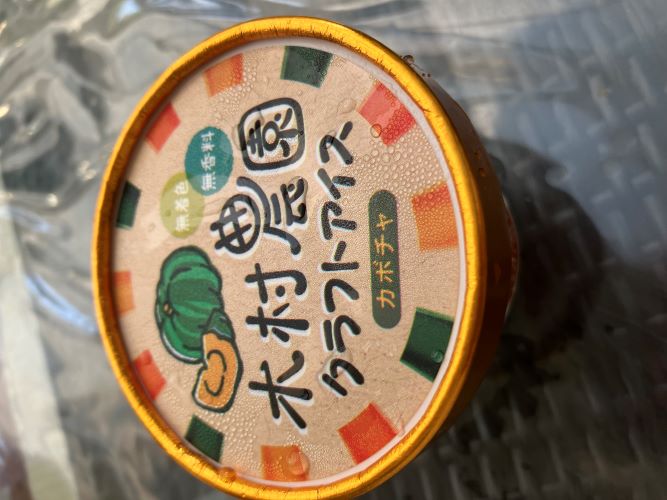 無着色
無香料
木村農園
クラフトアイス
カボチャ